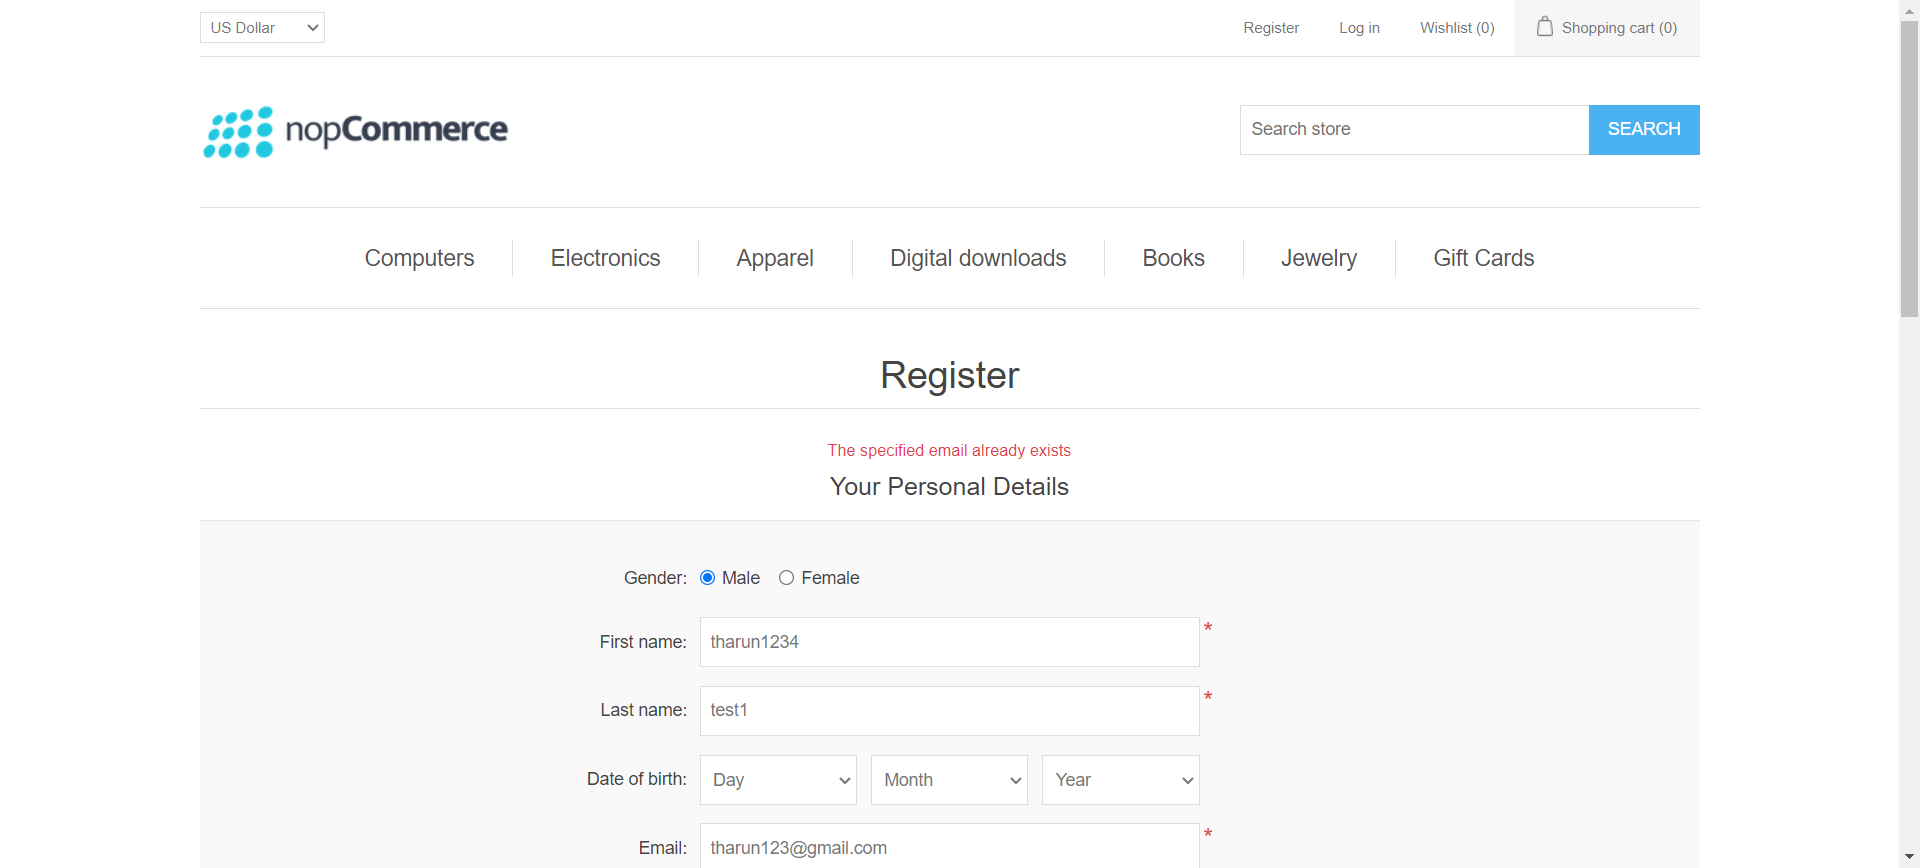 US Dollar Register Log in Wishlist (0) Shopping cart (0)
nopCommerce Search store SEARCH
Computers Electronics Apparel Digital downloads Books Jewelry Gift Cards
Register
The specified email already exists
Your Personal Details
Gender: Male Female
First name: tharun1234 *
Last name: test1 *
Date of birth: Day Month Year
Email: tharun123@gmail.com *